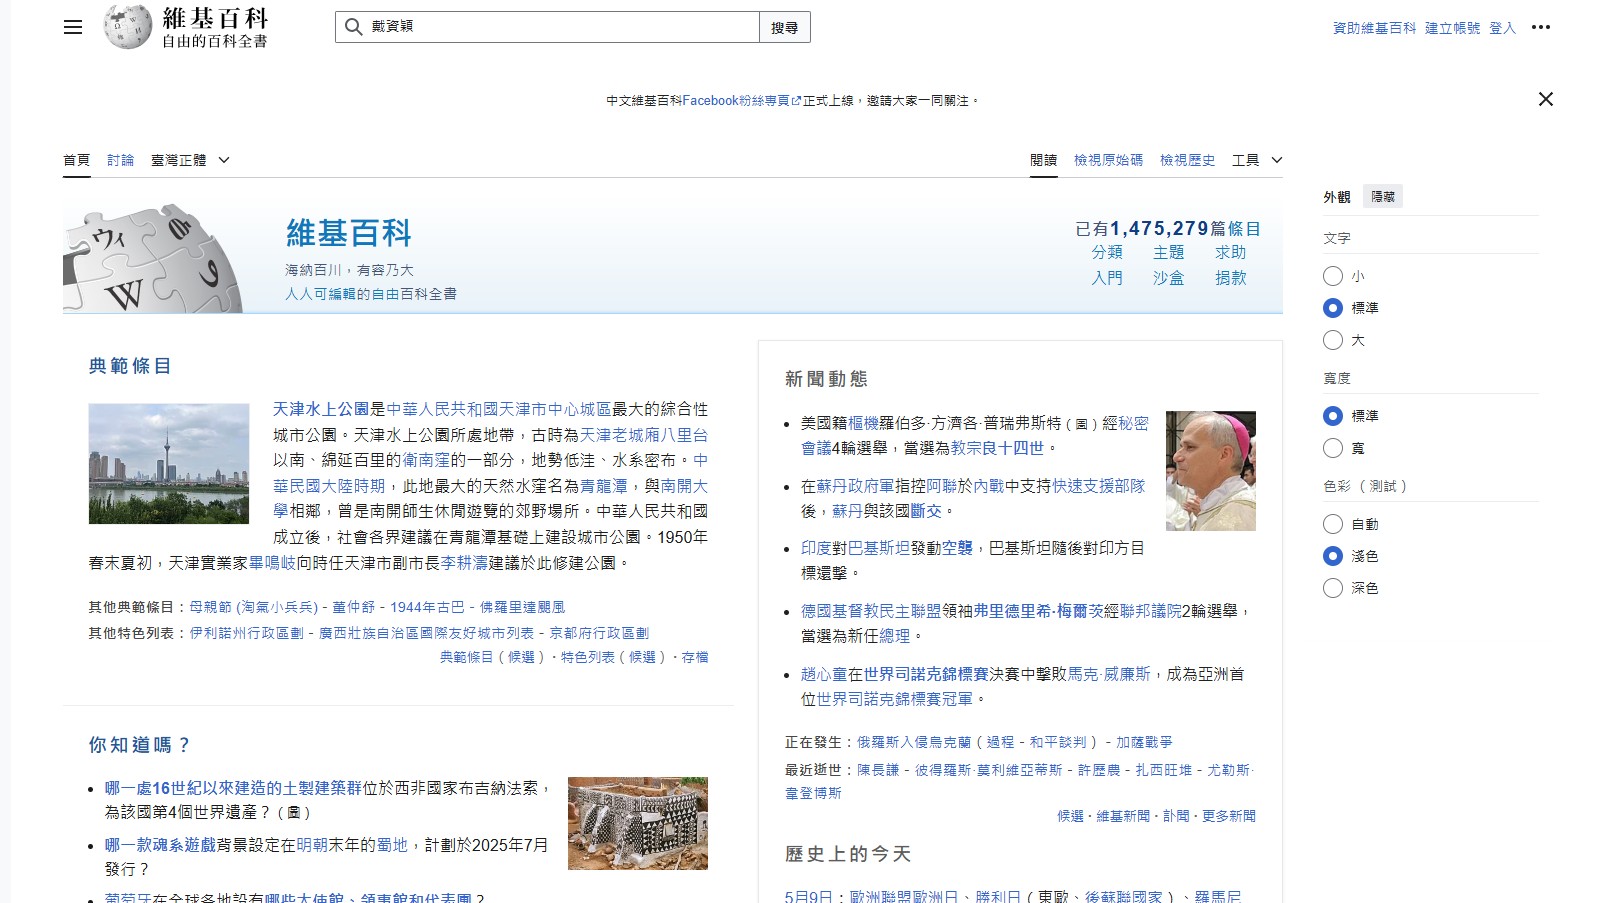 維基百科
自由的百科全書
戴資穎
搜尋
資助維基百科 建立帳號 登入
中文維基百科Facebook粉絲專頁正式上線，邀請大家一同關注。
首頁 討論 臺灣正體
閱讀 檢視原始碼 檢視歷史 工具
維基百科
海納百川，有容乃大
人人可編輯的自由百科全書
已有1,475,279篇條目
分類 主題 求助
入門 沙盒 捐款
外觀 隱藏
文字
小
標準
大
寬度
標準
寬
色彩（測試）
自動
淺色
深色
典範條目
天津水上公園是中華人民共和國天津市中心城區最大的綜合性
城市公園。天津水上公園所處地帶，古時為天津老城廂八里台
以南、綿延百里的衛南窪的一部分，地勢低洼、水系密布。中
華民國大陸時期，此地最大的天然水窪名為青龍潭，與南開大
學相鄰，曾是南開師生休閒遊覽的郊野場所。中華人民共和國
成立後，社會各界建議在青龍潭基礎上建設城市公園。1950年
春末夏初，天津實業家畢鳴岐向時任天津市副市長李耕濤建議於此修建公園。
其他典範條目：母親節 (淘氣小兵兵) - 董仲舒 - 1944年古巴 - 佛羅里達颶風
其他特色列表：伊利諾州行政區劃 - 廣西壯族自治區國際友好城市列表 - 京都府行政區劃
典範條目（候選）·特色列表（候選）·存檔
你知道嗎？
哪一處16世紀以來建造的土製建築群位於西非國家布吉納法索，
為該國第4個世界遺產？（圖）
哪一款魂系遊戲背景設定在明朝末年的蜀地，計劃於2025年7月
發行？
葡萄牙在全球各地設有哪些大使館、領事館和代表團？
新聞動態
美國籍樞機羅伯多·方濟各·普瑞弗斯特（圖）經秘密
會議4輪選舉，當選為教宗良十四世。
在蘇丹政府軍指控阿聯於內戰中支持快速支援部隊
後，蘇丹與該國斷交。
印度對巴基斯坦發動空襲，巴基斯坦隨後對印方目
標還擊。
德國基督教民主聯盟領袖弗里德里希·梅爾茨經聯邦議院2輪選舉，
當選為新任總理。
趙心童在世界司諾克錦標賽決賽中擊敗馬克·威廉斯，成為亞洲首
位世界司諾克錦標賽冠軍。
正在發生：俄羅斯入侵烏克蘭（過程 - 和平談判） - 加薩戰爭
最近逝世：陳長謙 - 彼得羅斯·莫利維亞蒂斯 - 許歷農 - 扎西旺堆 - 尤勒斯·
韋登博斯
候選·維基新聞·訃聞·更多新聞
歷史上的今天
5月9日：歐洲聯盟歐洲日、勝利日（東歐、後蘇聯國家）、羅馬尼